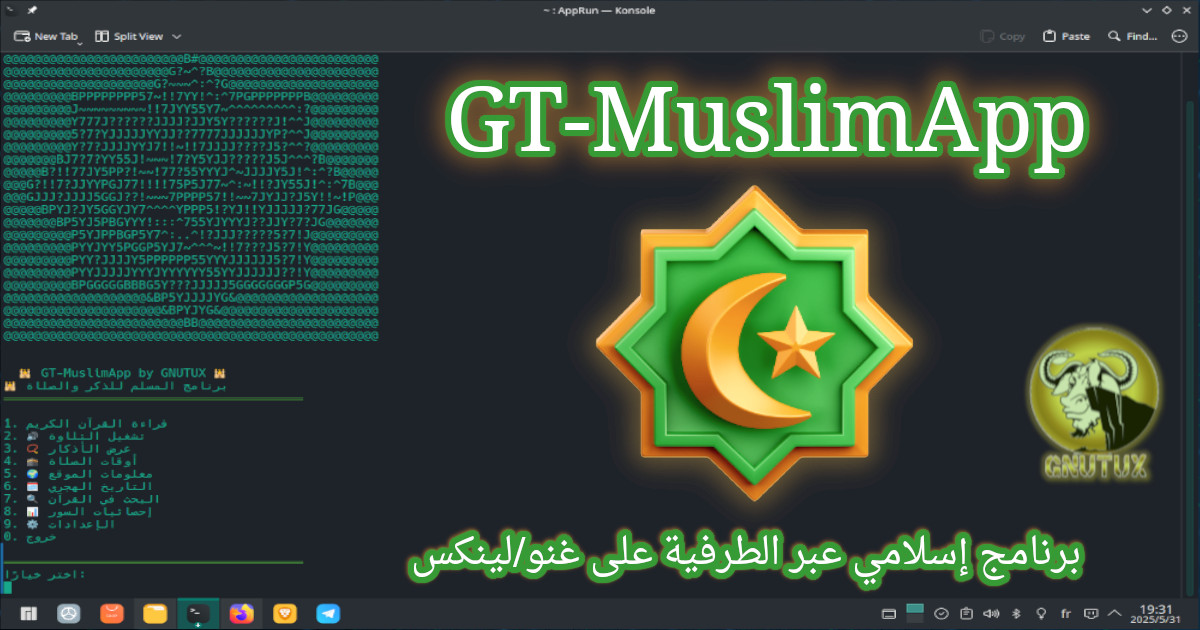 ~ : AppRun — Konsole
New Tab
Split View
Copy
Paste
Find...
GT-MuslimApp
GT-MuslimApp by GNUTUX
برنامج المسلم للذكر والصلاة
1. قراءة القرآن الكريم
2. تشغيل التلاوة
3. عرض الأذكار
4. أوقات الصلاة
5. معلومات الموقع
6. التاريخ الهجري
7. البحث في القرآن
8. إحصائيات السور
9. الإعدادات
0. خروج
اختر خيارًا:
GNUTUX
برنامج إسلامي عبر الطرفية على غنو/لينكس
fr
19:31
2025/5/31